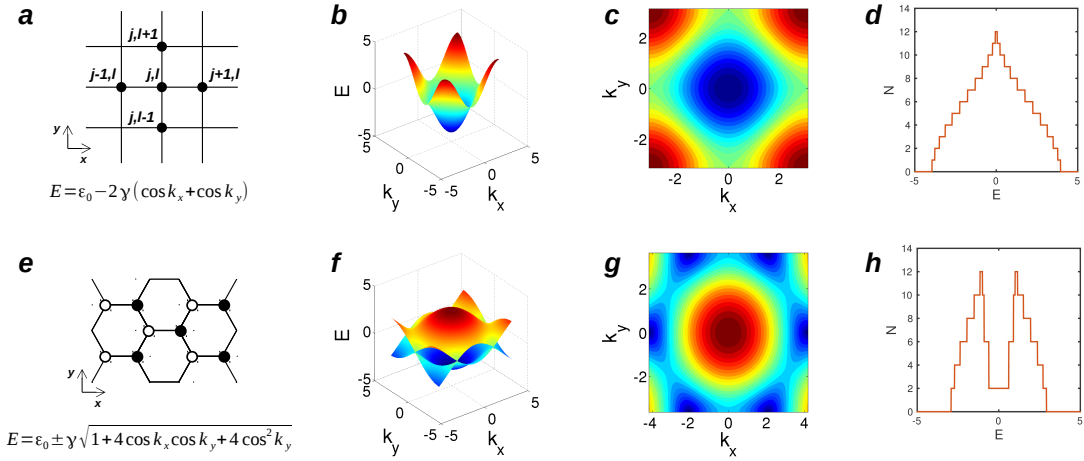 a
j,l+1
j-1,l
j,l
j+1,l
j,l-1
y
x
E=ε₀−2γ(cos kₓ+cos k_y)
b
5
0
-5
E
5
0
-5
-5
0
5
k_y
kₓ
c
2
0
-2
k_y
-2
0
2
kₓ
d
14
12
10
8
6
4
2
0
N
-5
0
5
E
e
y
x
E=ε₀±γ√1+4cos kₓ cos k_y+4cos² k_y
f
5
0
-5
E
5
0
-5
-5
0
5
k_y
kₓ
g
2
0
-2
k_y
-4
-2
0
2
4
kₓ
h
14
12
10
8
6
4
2
0
N
-5
0
5
E